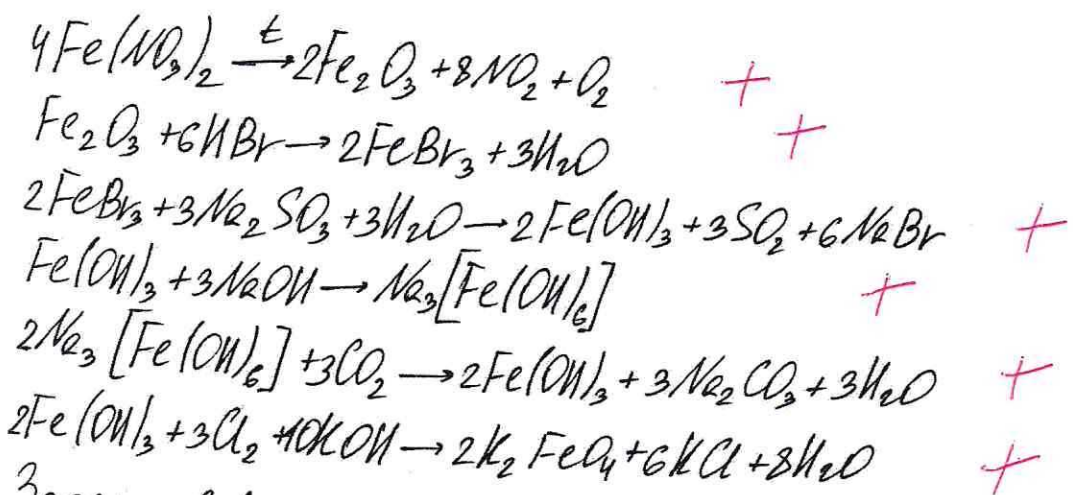 4Fe(NO₃)₂ →t 2Fe₂O₃ + 8NO₂ + O₂ +
Fe₂O₃ + 6HBr → 2FeBr₃ + 3H₂O +
2FeBr₃ + 3Na₂SO₃ + 3H₂O → 2Fe(OH)₃ + 3SO₂ + 6NaBr +
Fe(OH)₃ + 3NaOH → Na₃[Fe(OH)₆] +
2Na₃[Fe(OH)₆] + 3CO₂ → 2Fe(OH)₃ + 3Na₂CO₃ + 3H₂O +
2Fe(OH)₃ + 3Cl₂ + 10KOH → 2K₂FeO₄ + 6KCl + 8H₂O +